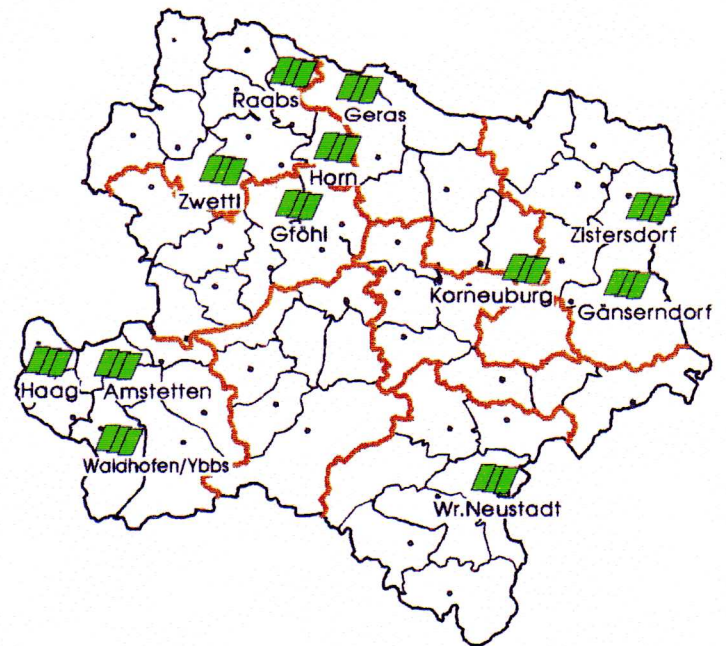 Raabs
Geras
Horn
Zwettl
Gföhl
Zistersdorf
Korneuburg
Gänserndorf
Haag
Amstetten
Waidhofen/Ybbs
Wr.Neustadt